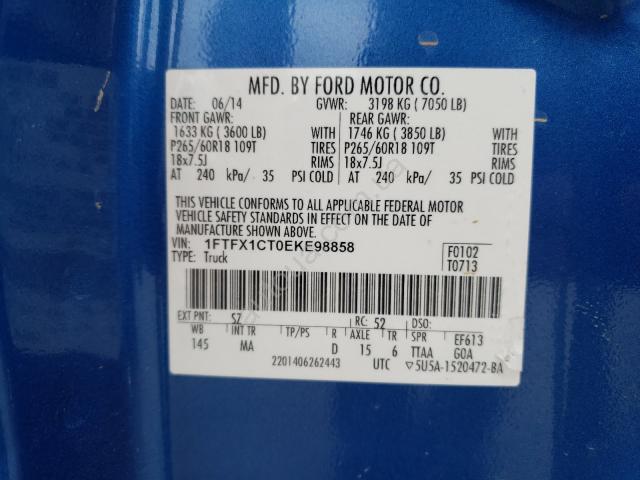 MFD. BY FORD MOTOR CO.
DATE: 06/14 GVWR: 3198 KG ( 7050 LB)
FRONT GAWR: REAR GAWR:
1633 KG ( 3600 LB) WITH 1746 KG ( 3850 LB) WITH
P265/60R18 109T TIRES P265/60R18 109T TIRES
18x7.5J RIMS 18x7.5J RIMS
AT 240 kPa/ 35 PSI COLD AT 240 kPa/ 35 PSI COLD
THIS VEHICLE CONFORMS TO ALL APPLICABLE FEDERAL MOTOR
VEHICLE SAFETY STANDARDS IN EFFECT ON THE DATE OF
MANUFACTURE SHOWN ABOVE.
VIN: 1FTFX1CT0EKE98858 F0102
TYPE: Truck T0713
EXT PNT: SZ RC: 52 DSO:
WB INT TR TP/PS R AXLE TR SPR EF613
145 MA D 15 6 TTAA GOA
2201406262443 UTC ▽5U5A-1520472-BA